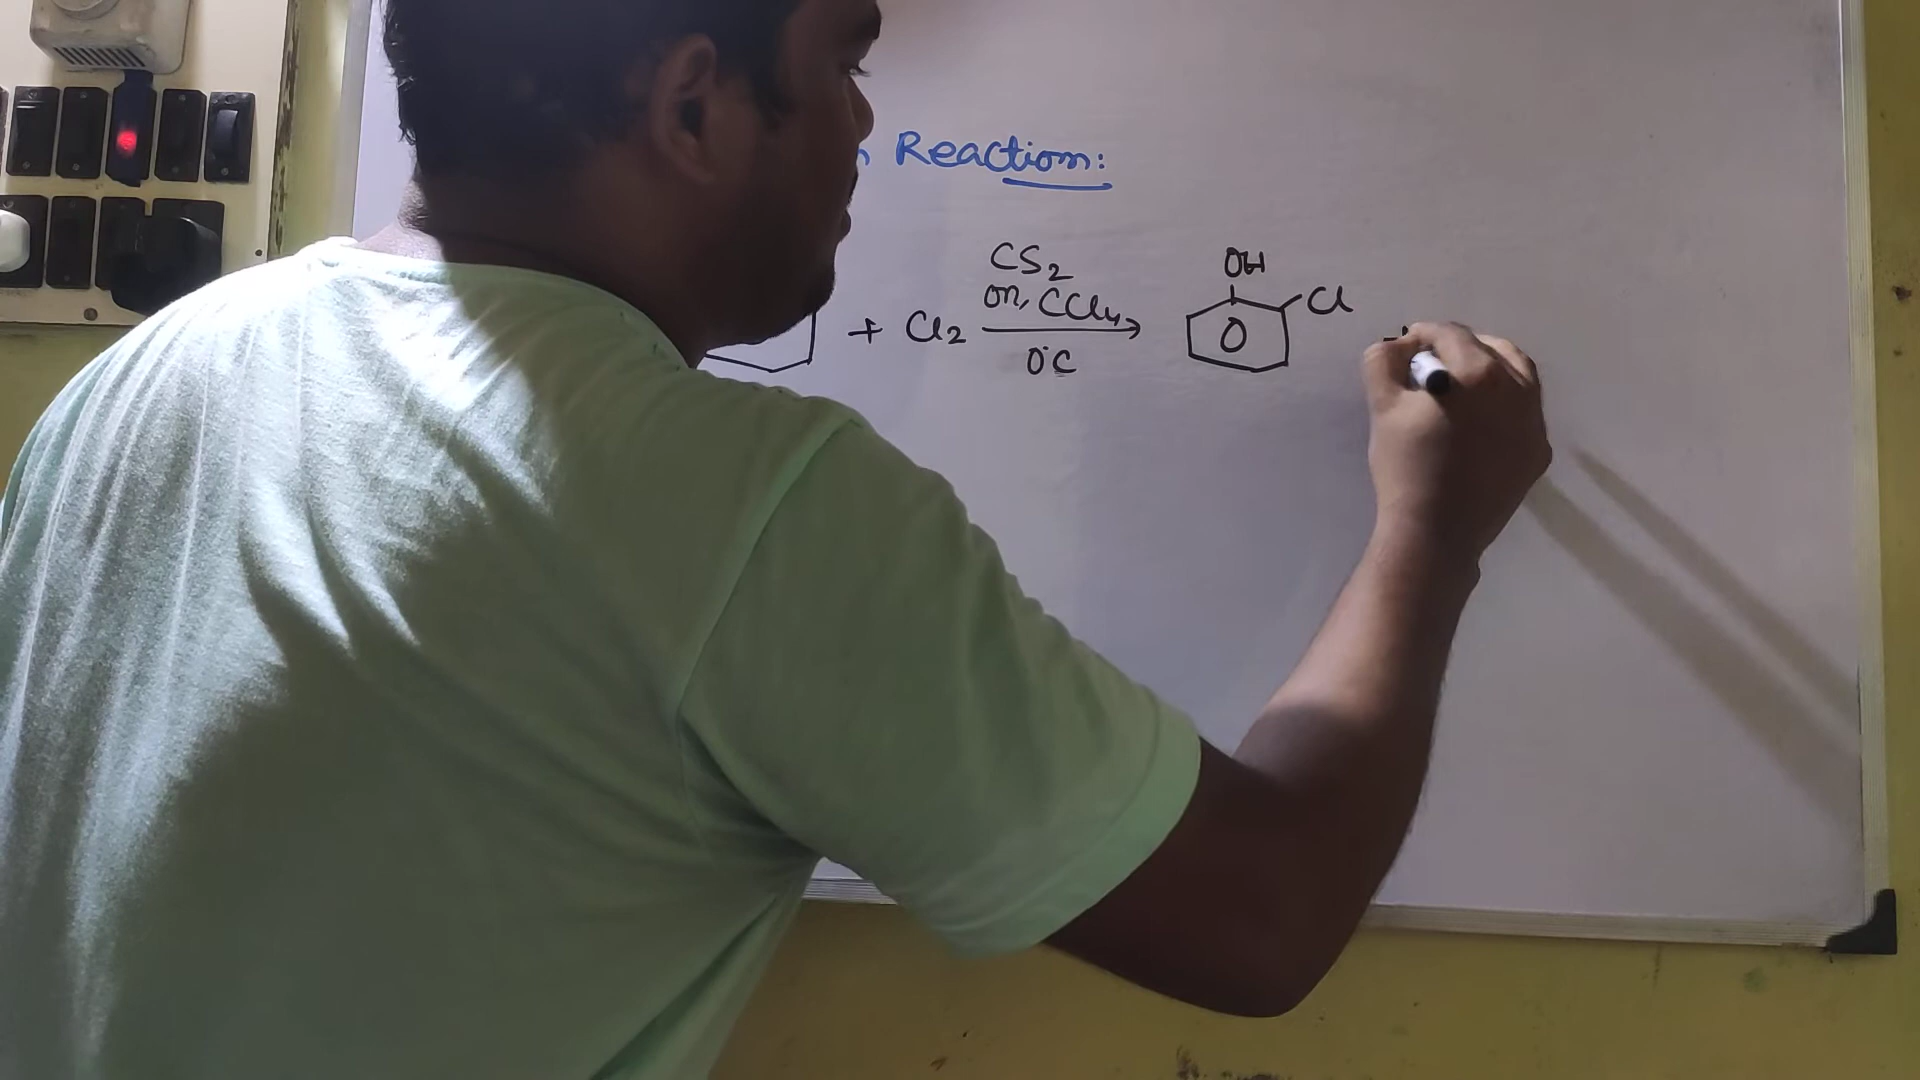 Reaction:
CS2
or, CCl4
+ Cl2
0°C
OH
Cl
+